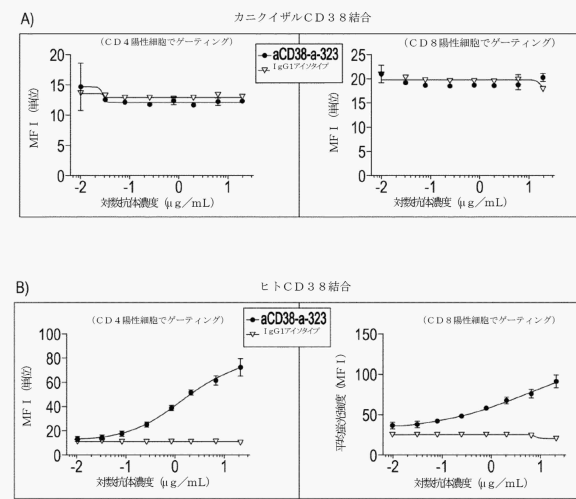 A)
カニクイザルCD38結合
(CD4陽性細胞でゲーティング)
aCD38-a-323
IgG1アイソタイプ
(CD8陽性細胞でゲーティング)
MFI (単位)
20
15
10
5
0
-2
-1
0
1
対数抗体濃度 (μg/mL)
MFI (単位)
25
20
15
10
5
0
-2
-1
0
1
対数抗体濃度 (μg/mL)
B)
ヒトCD38結合
(CD4陽性細胞でゲーティング)
aCD38-a-323
IgG1アイソタイプ
(CD8陽性細胞でゲーティング)
MFI (単位)
100
80
60
40
20
0
-2
-1
0
1
対数抗体濃度 (μg/mL)
平均蛍光強度 (MFI)
150
100
50
0
-2
-1
0
1
対数抗体濃度 (μg/mL)